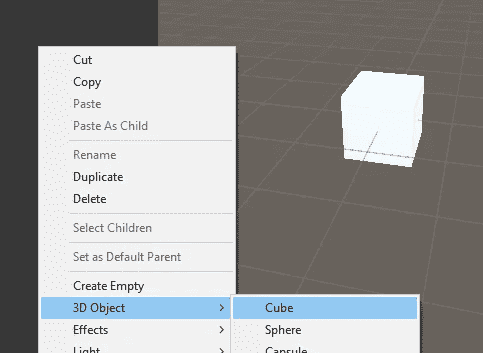 Cut
Copy
Paste
Paste As Child
Rename
Duplicate
Delete
Select Children
Set as Default Parent
Create Empty
3D Object
Cube
Effects
Sphere
Light
Capsule